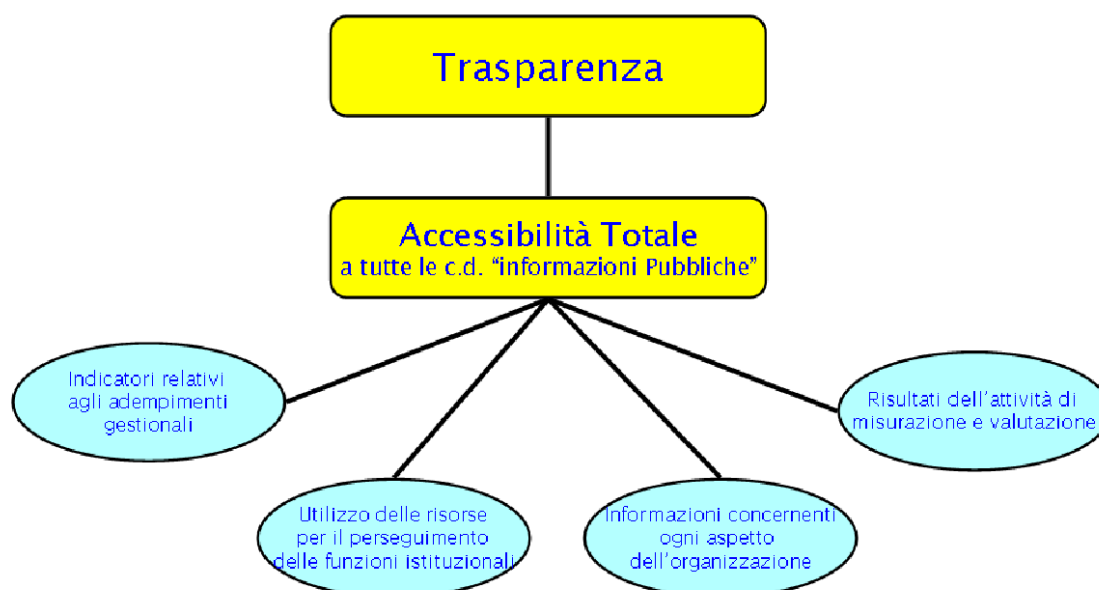 Trasparenza
Accessibilità Totale
a tutte le c.d. “informazioni Pubbliche”
Indicatori relativi
agli adempimenti
gestionali
Risultati dell’attività di
misurazione e valutazione
Utilizzo delle risorse
per il perseguimento
delle funzioni istituzionali
Informazioni concernenti
ogni aspetto
dell’organizzazione